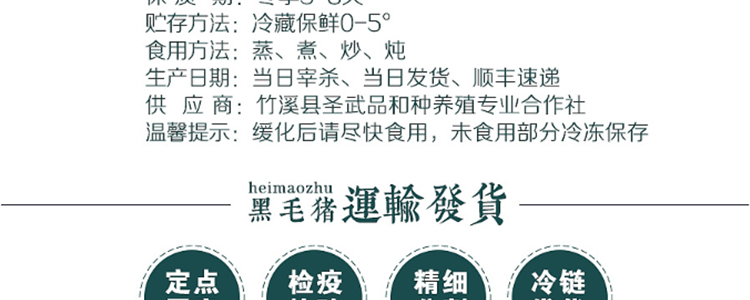 贮存方法：冷藏保鲜0-5°
食用方法：蒸、煮、炒、炖
生产日期：当日宰杀、当日发货、顺丰速递
供 应 商：竹溪县圣武品和种养殖专业合作社
温馨提示：缓化后请尽快食用，未食用部分冷冻保存
heimaozhu
黑毛猪運輸發貨
定点 检疫 精细 冷链